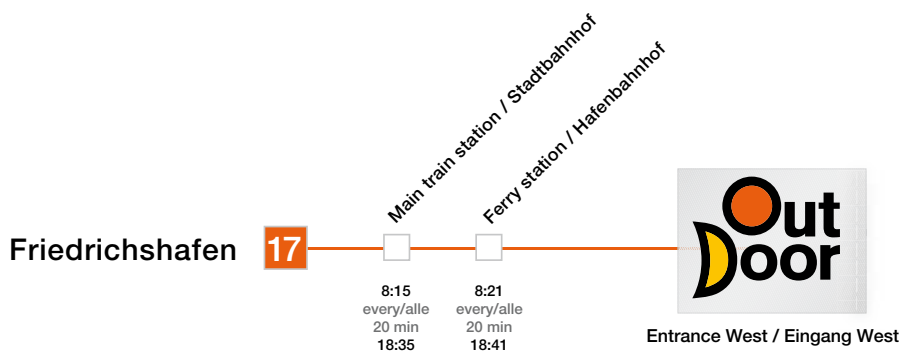 Main train station / Stadtbahnhof
Ferry station / Hafenbahnhof
Out
Door
Friedrichshafen 17
8:15
every/alle
20 min
18:35
8:21
every/alle
20 min
18:41
Entrance West / Eingang West